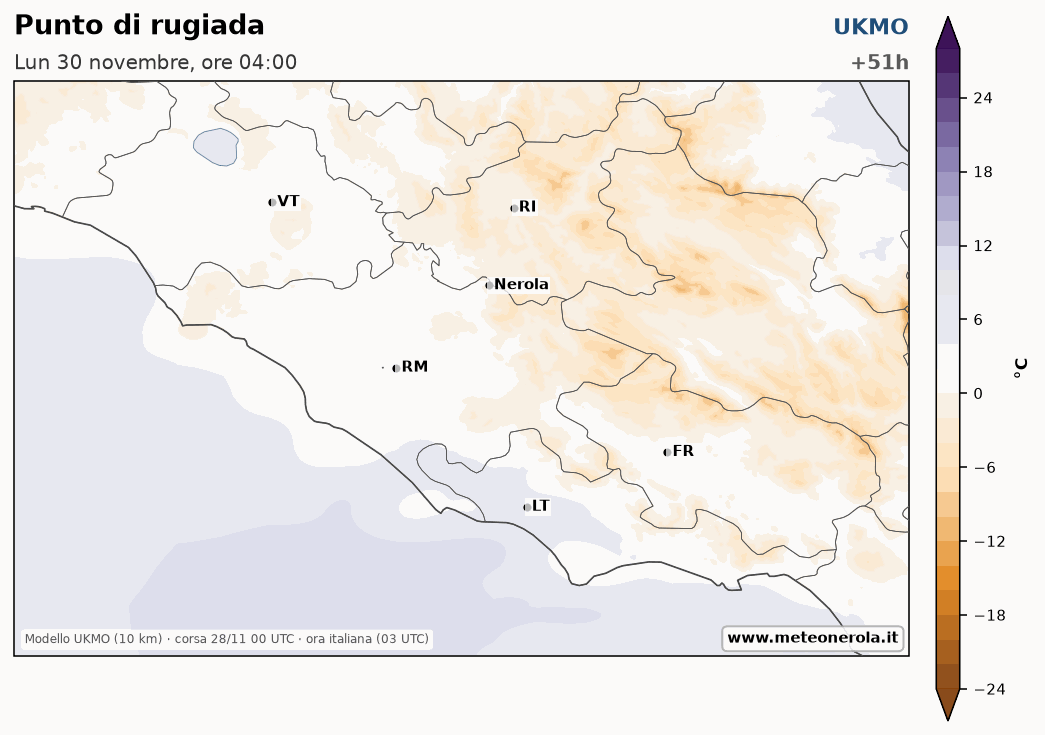 Punto di rugiada
UKMO
Lun 30 novembre, ore 04:00
+51h
VT
RI
Nerola
RM
FR
LT
Modello UKMO (10 km) · corsa 28/11 00 UTC · ora italiana (03 UTC)
www.meteonerola.it
24
18
12
6
0
−6
−12
−18
−24
°C